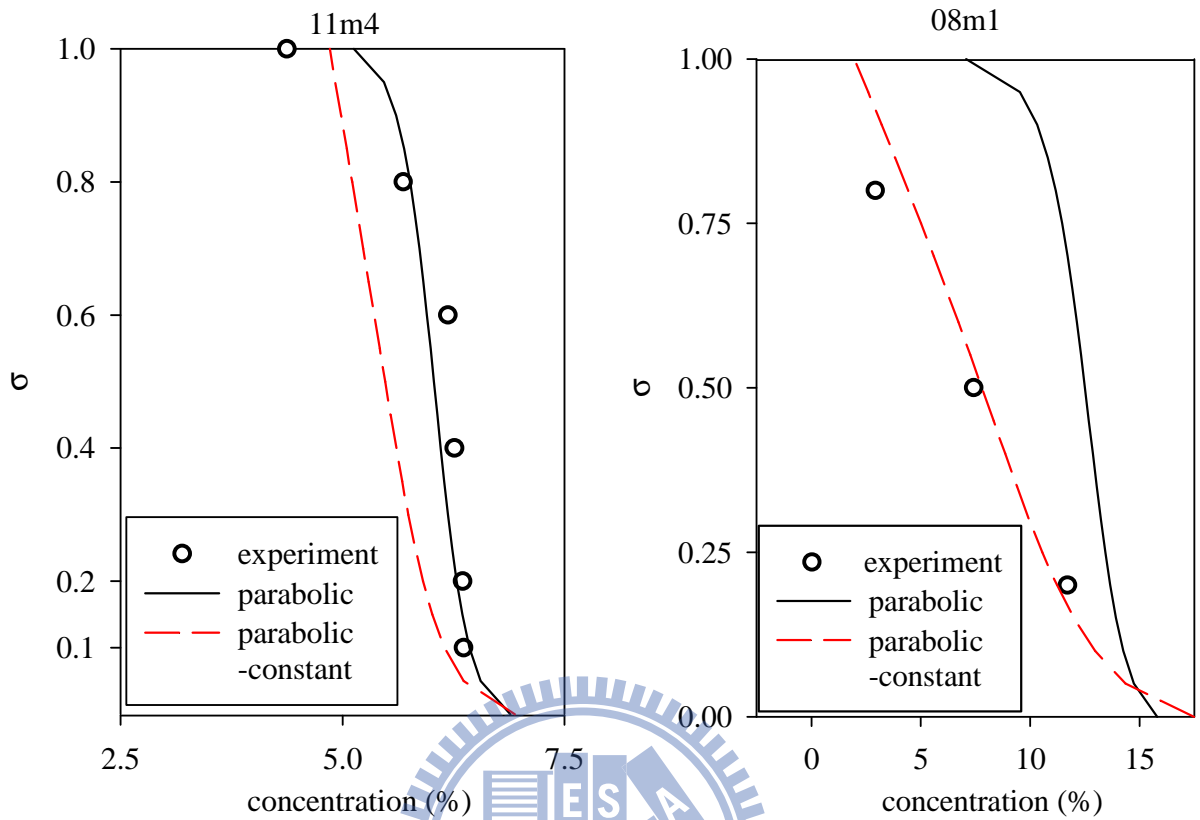 11m4
1.0
0.8
0.6
0.4
0.2
0.1
σ
experiment
parabolic
parabolic
-constant
2.5
5.0
7.5
concentration (%)
08m1
1.00
0.75
0.50
0.25
0.00
σ
experiment
parabolic
parabolic
-constant
0
5
10
15
concentration (%)
E S A